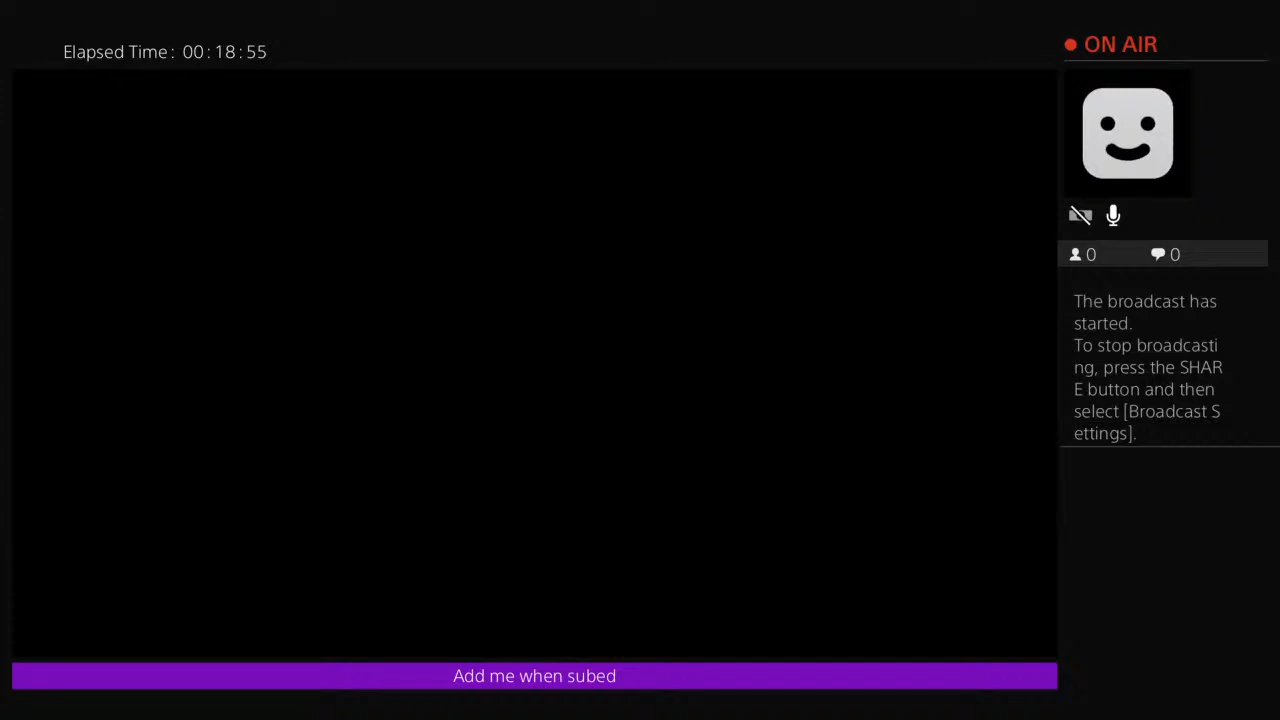 Elapsed Time: 00:18:55
ON AIR
0 0
The broadcast has
started.
To stop broadcasti
ng, press the SHAR
E button and then
select [Broadcast S
ettings].
Add me when subed